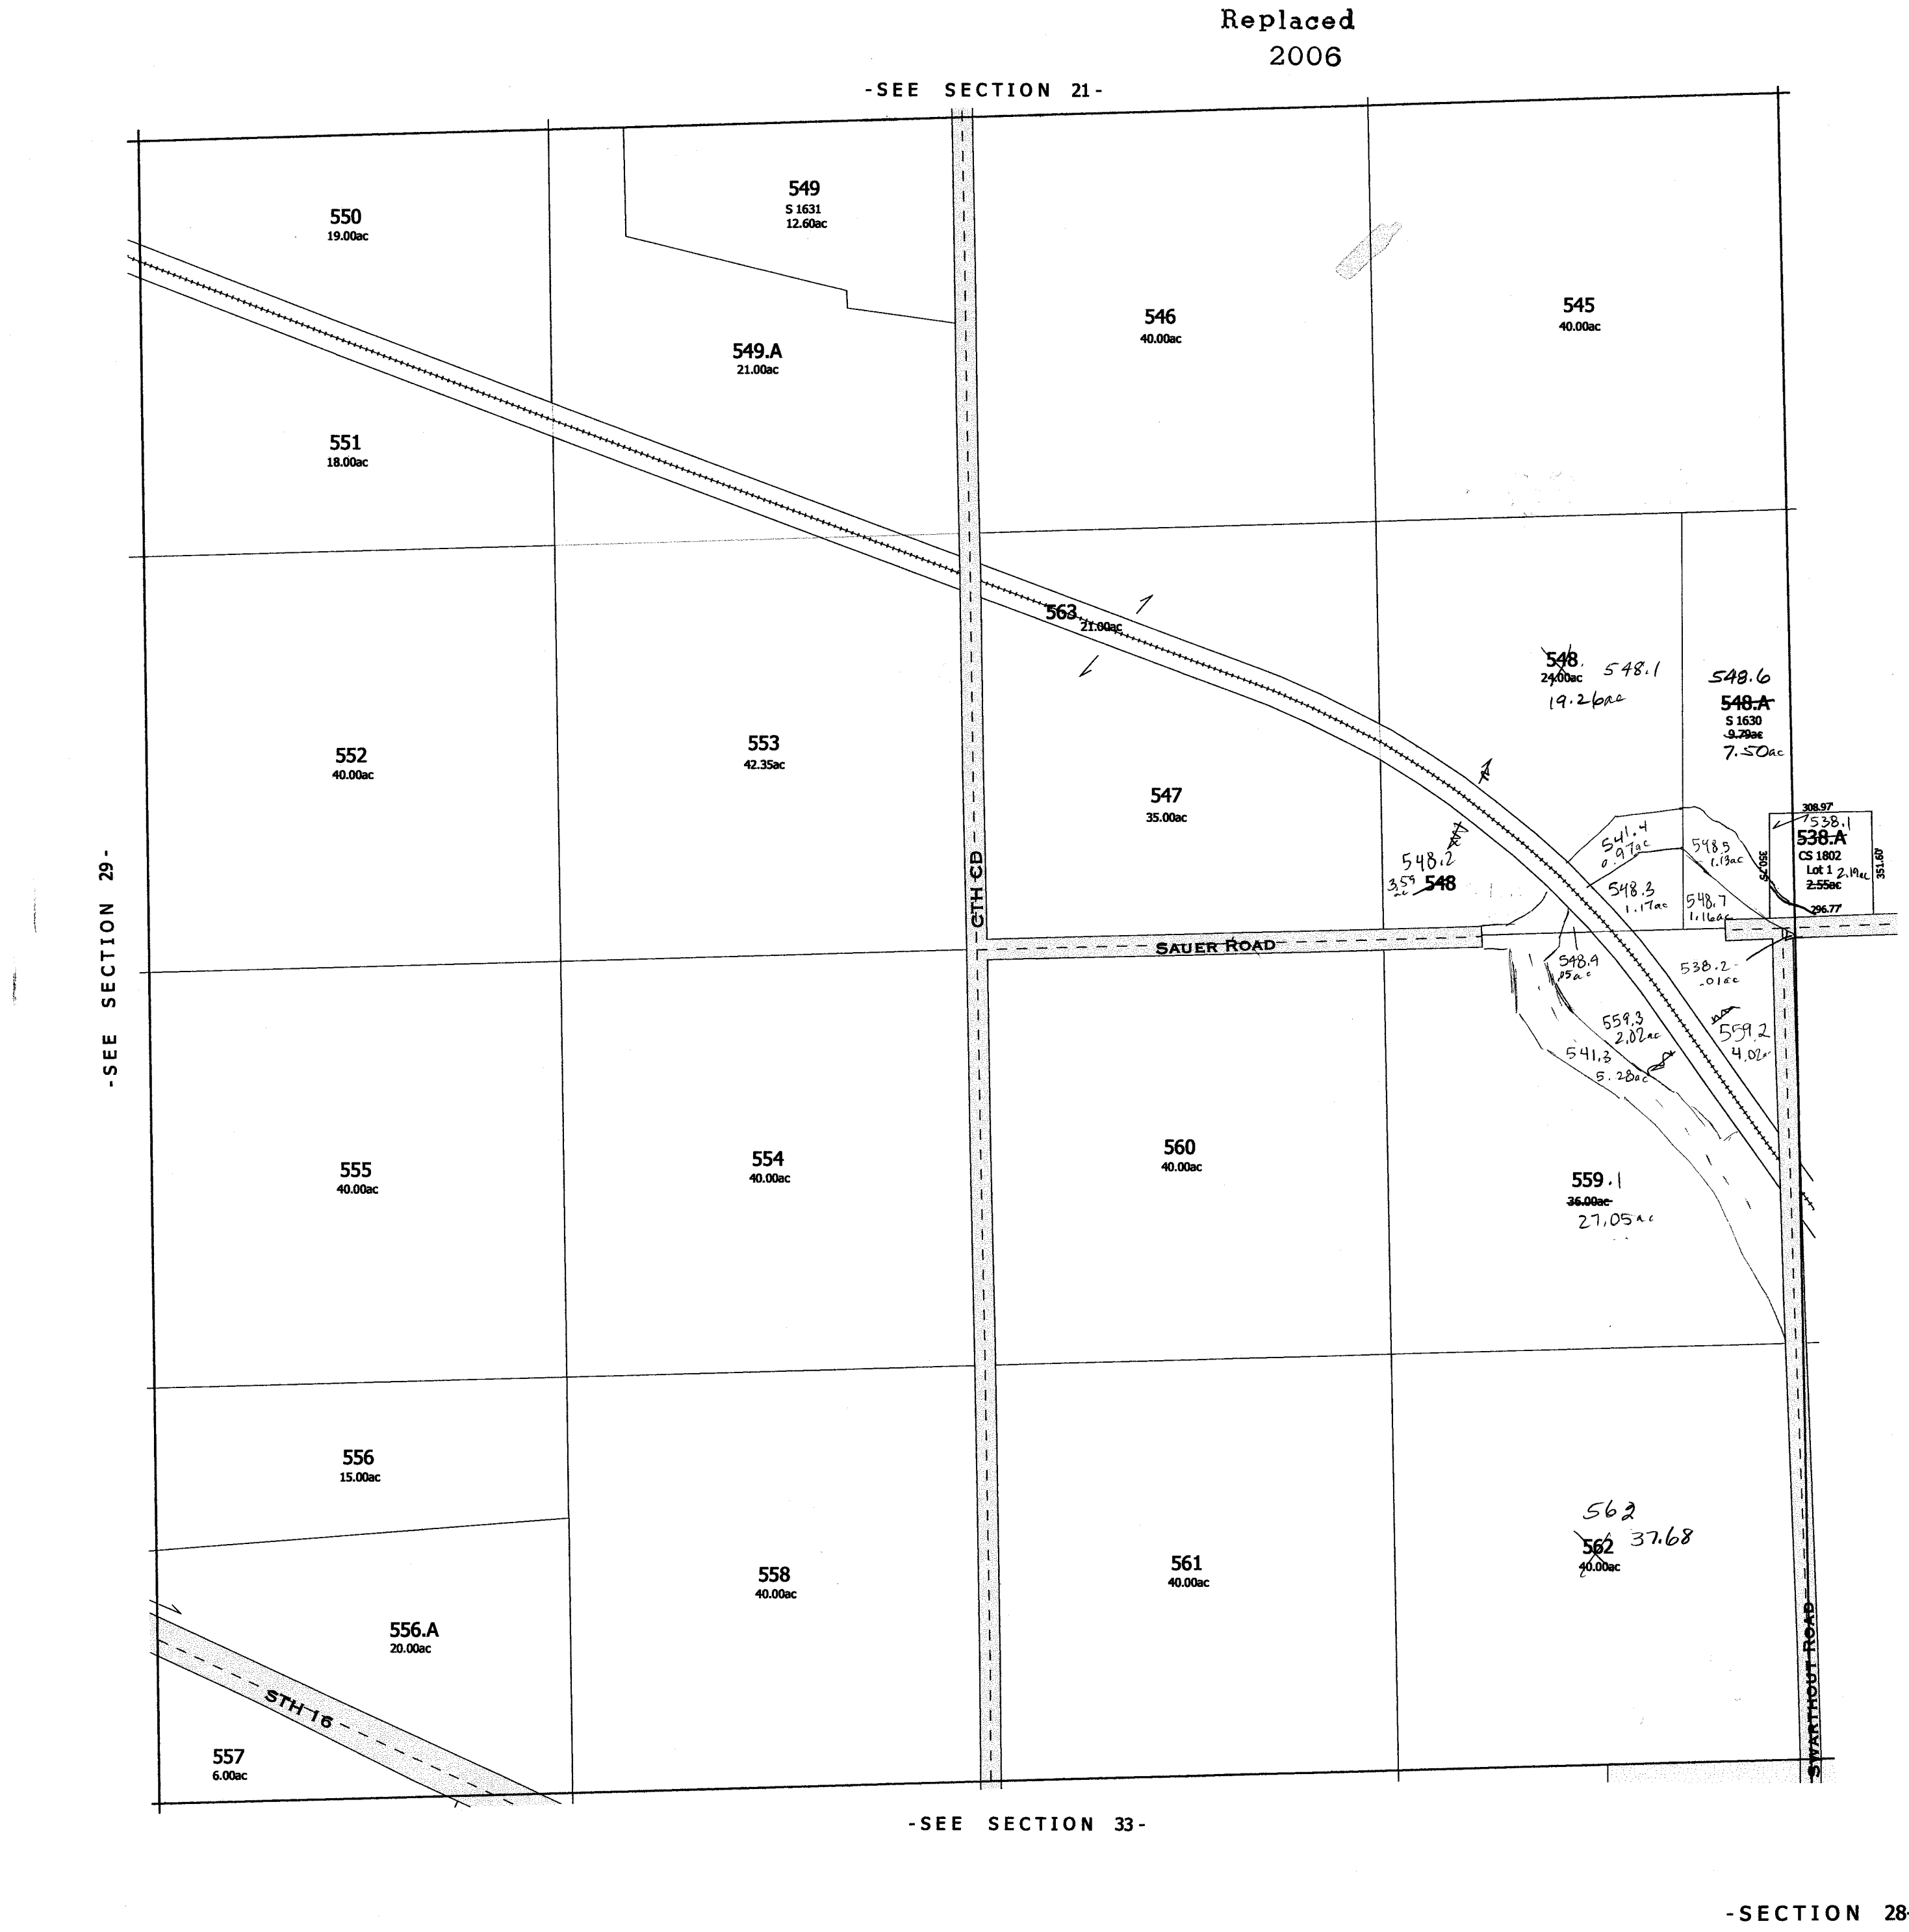 Replaced
2006
-SEE SECTION 21-
550
19.00ac
549
S 1631
12.60ac
546
40.00ac
545
40.00ac
549.A
21.00ac
551
18.00ac
563
21.00ac
548
24.00ac
548.1
19.26ac
548.6
548.A
S 1630
9.79ac
7.50ac
552
40.00ac
553
42.35ac
547
35.00ac
548.2
3.59 ac
548
541.4
0.97ac
548.5
1.13ac
548.3
1.17ac
548.7
1.16ac
308.97'
538.1
538.A
CS 1802
Lot 1 2.19ac
2.55ac
350.75'
351.60'
296.77'
CTH CD
SAUER ROAD
-SEE SECTION 29-
548.4
.05ac
538.2
.01ac
559.3
2.02ac
559.2
4.02ac
541.3
5.28ac
555
40.00ac
554
40.00ac
560
40.00ac
559.1
36.00ac
27.05ac
556
15.00ac
562
37.68
562
40.00ac
558
40.00ac
561
40.00ac
556.A
20.00ac
STH 16
557
6.00ac
SWARTHOUT ROAD
-SEE SECTION 33-
-SECTION 28-